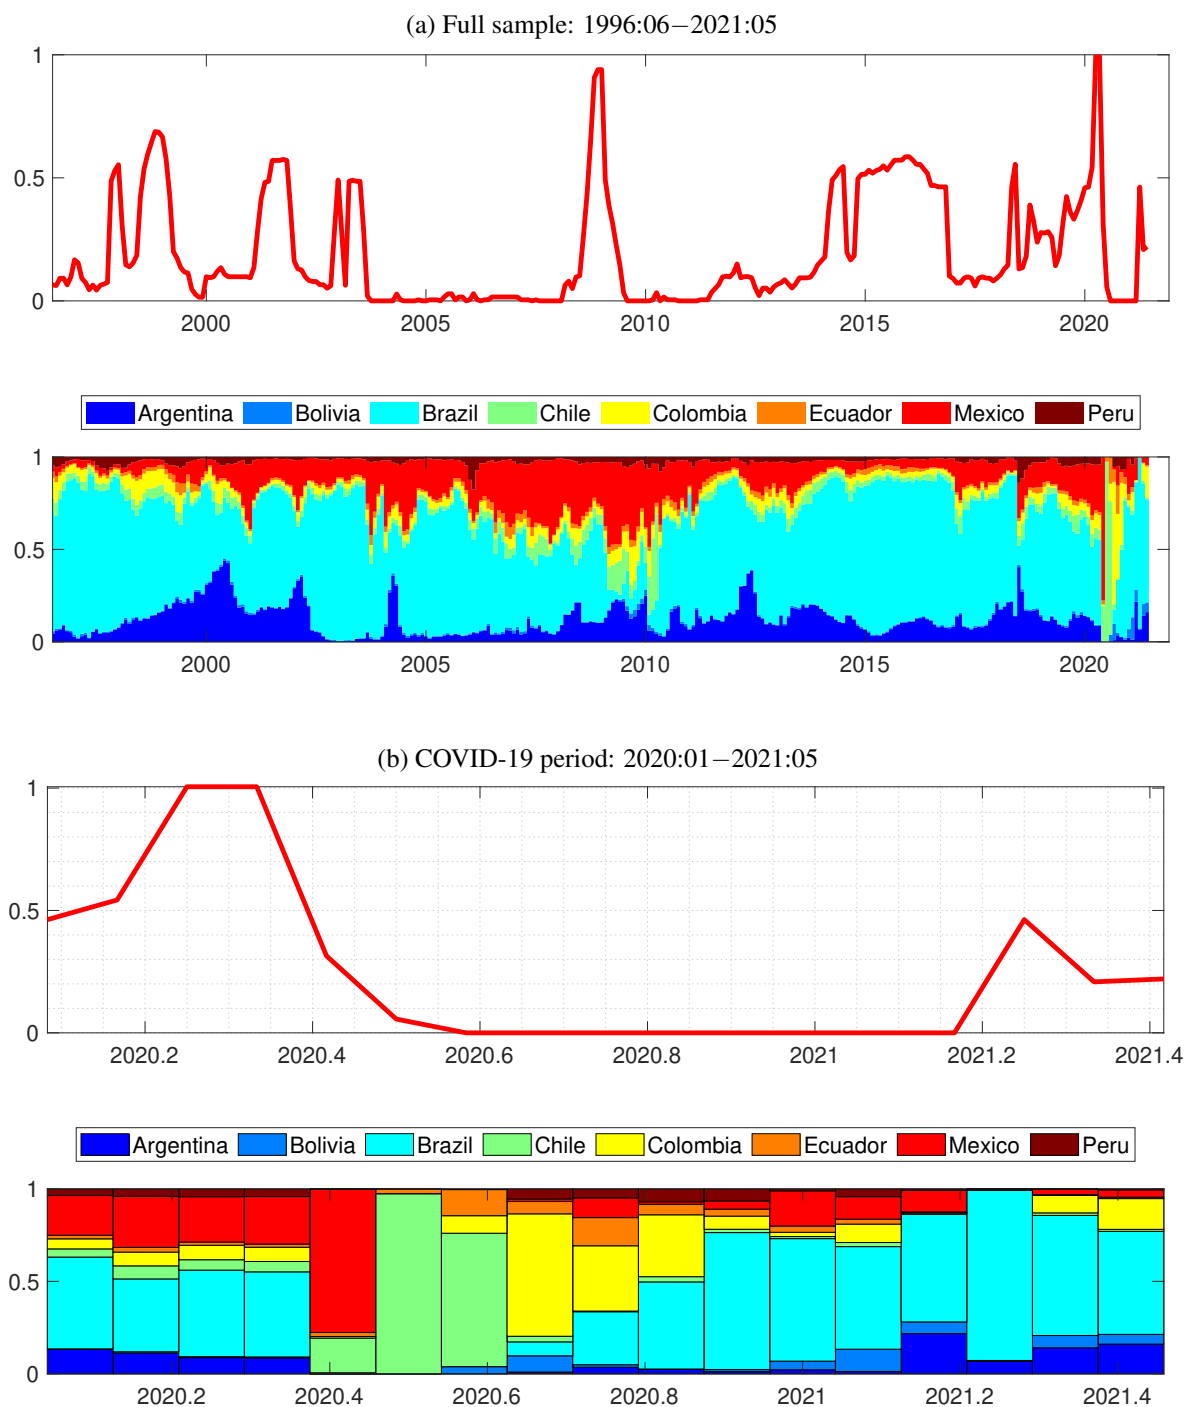 (a) Full sample: 1996:06−2021:05
1
0.5
0
2000 2005 2010 2015 2020
Argentina Bolivia Brazil Chile Colombia Ecuador Mexico Peru
1
0.5
0
2000 2005 2010 2015 2020
(b) COVID-19 period: 2020:01−2021:05
1
0.5
0
2020.2 2020.4 2020.6 2020.8 2021 2021.2 2021.4
Argentina Bolivia Brazil Chile Colombia Ecuador Mexico Peru
1
0.5
0
2020.2 2020.4 2020.6 2020.8 2021 2021.2 2021.4